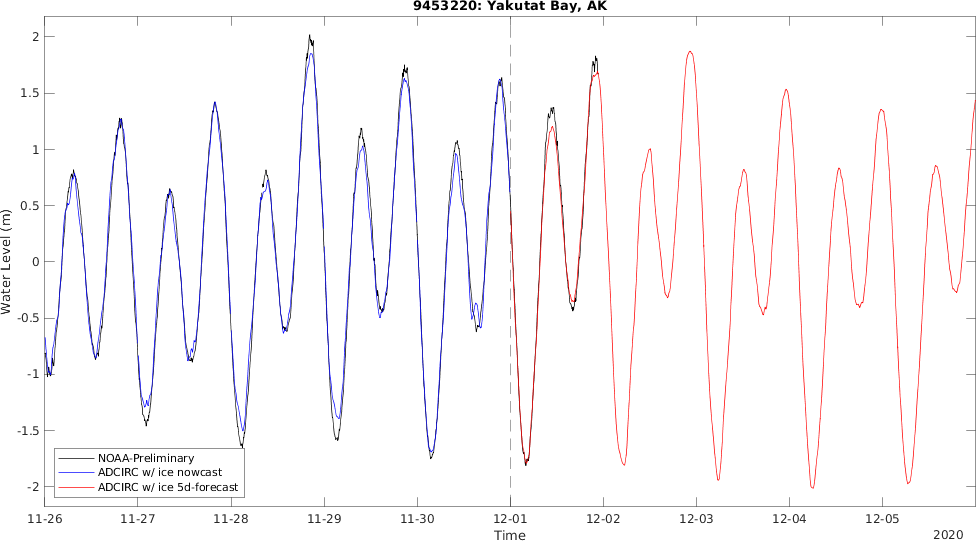 9453220: Yakutat Bay, AK
Water Level (m)
2
1.5
1
0.5
0
-0.5
-1
-1.5
-2
NOAA-Preliminary
ADCIRC w/ ice nowcast
ADCIRC w/ ice 5d-forecast
11-26 11-27 11-28 11-29 11-30 12-01 12-02 12-03 12-04 12-05
Time
2020